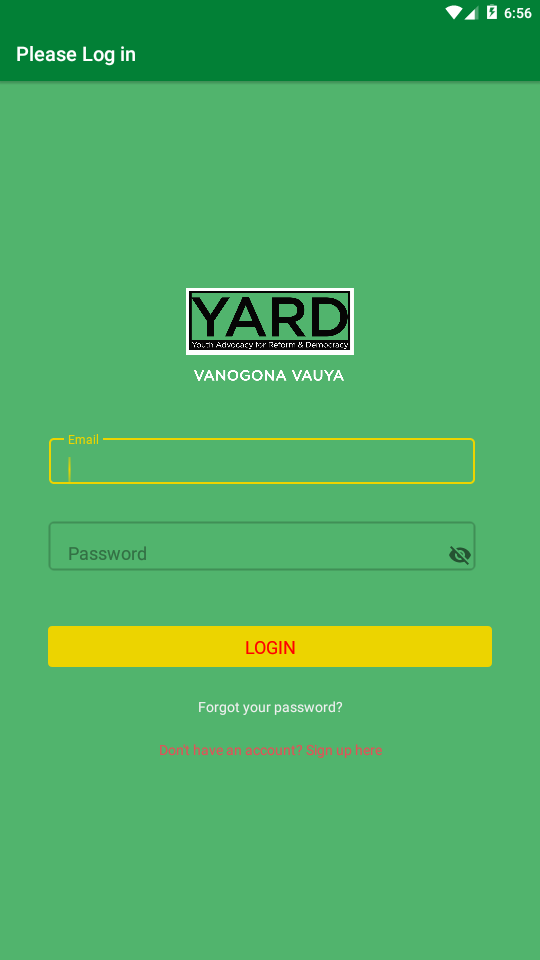 6:56
Please Log in
YARD
Youth Advocacy for Reform & Democracy
VANOGONA VAUYA
Email
Password
LOGIN
Forgot your password?
Don't have an account? Sign up here